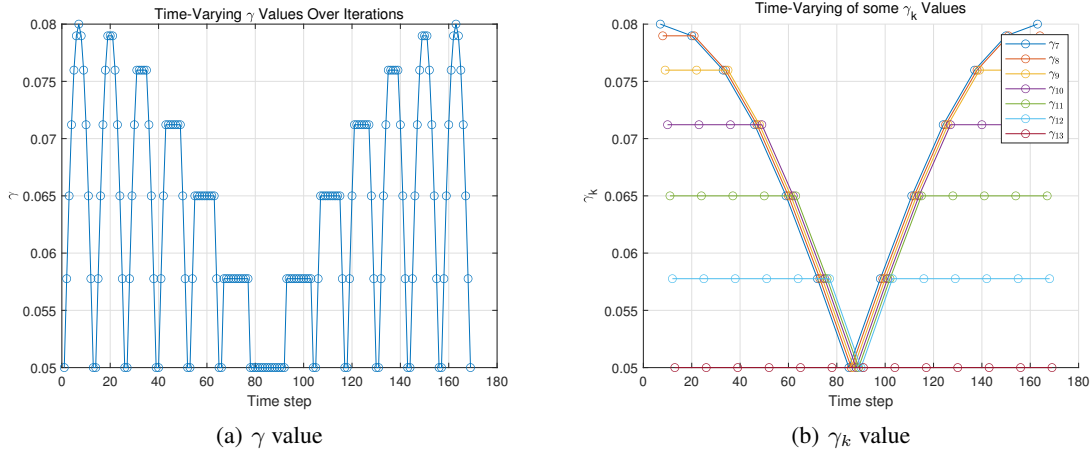 Time-Varying γ Values Over Iterations
0.08
0.075
0.07
0.065
0.06
0.055
0.05
γ
0 20 40 60 80 100 120 140 160 180
Time step
(a) γ value
Time-Varying of some γk Values
0.08
0.075
0.07
0.065
0.06
0.055
0.05
γk
0 20 40 60 80 100 120 140 160 180
Time step
γ7
γ8
γ9
γ10
γ11
γ12
γ13
(b) γk value